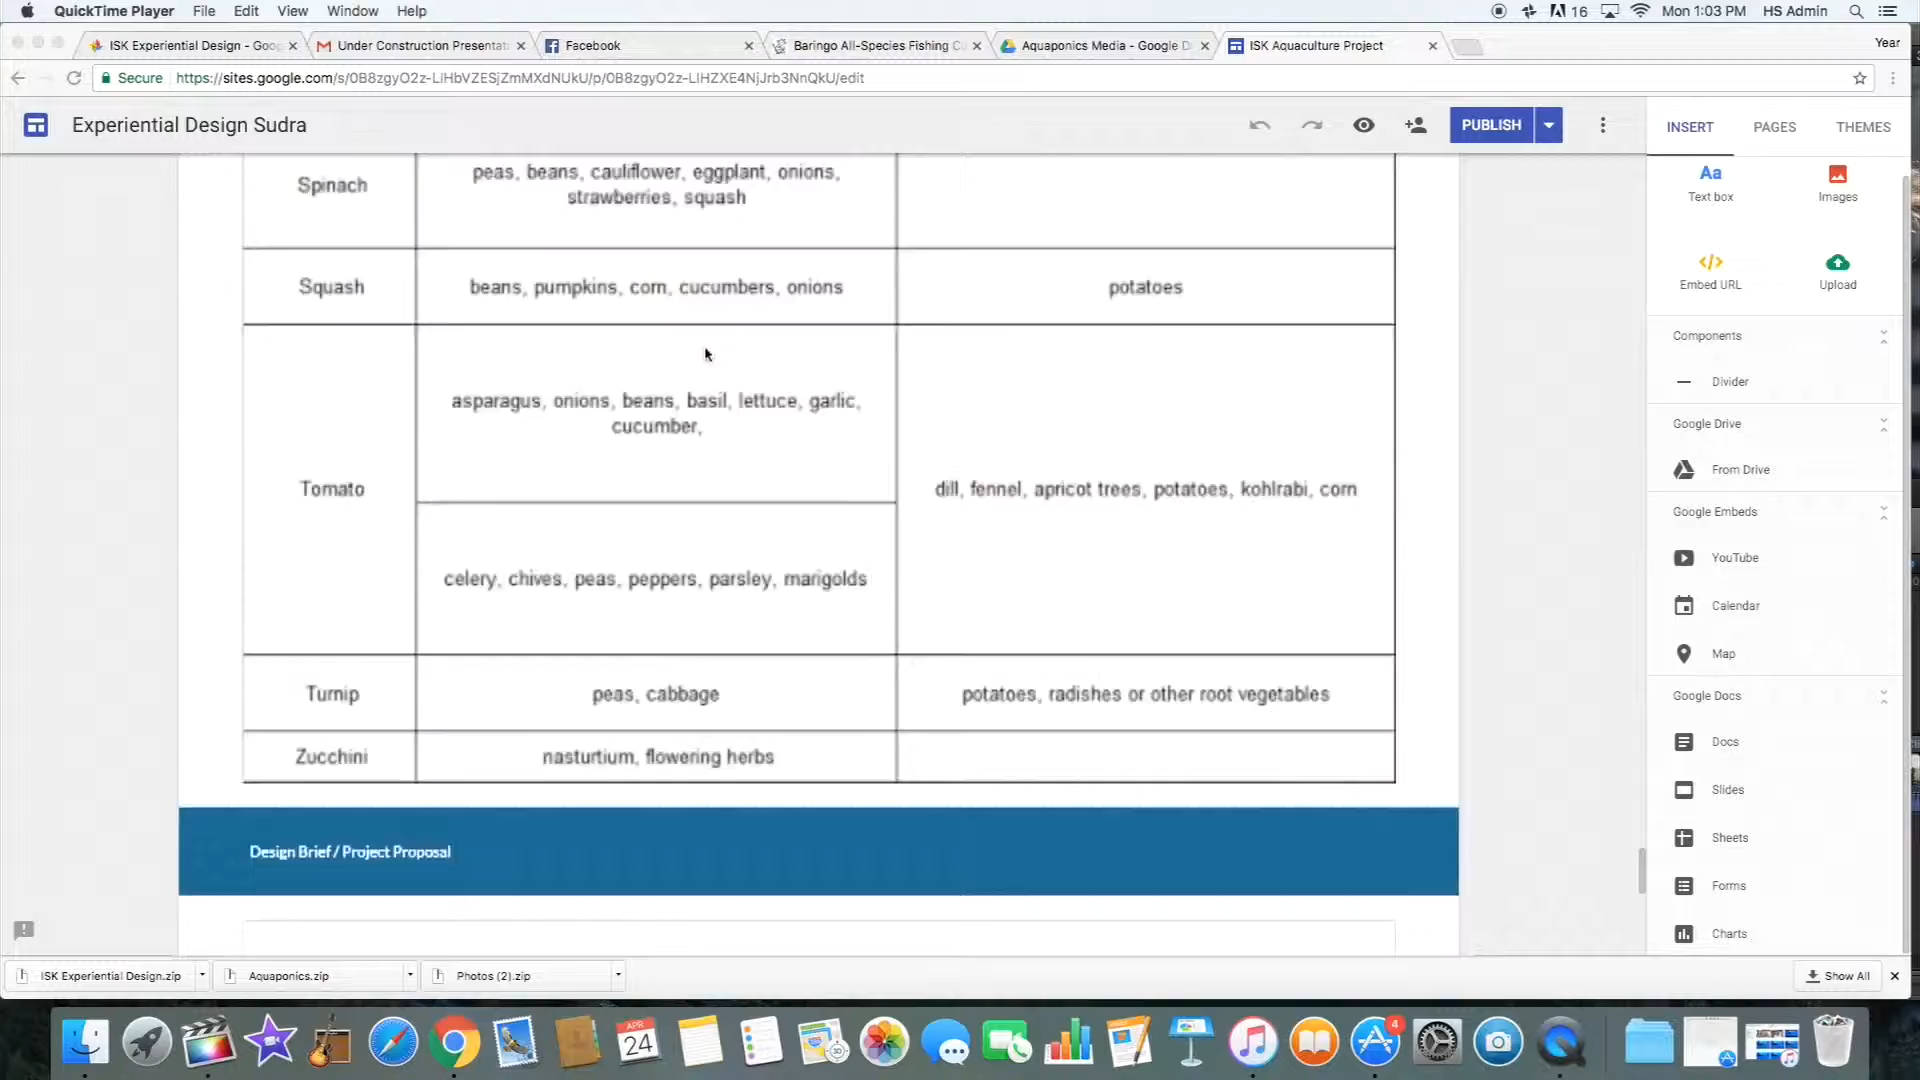 QuickTime Player File Edit View Window Help 16 Mon 1:03 PM HS Admin
ISK Experiential Design - Goog Under Construction Presentat Facebook Baringo All-Species Fishing C Aquaponics Media - Google D ISK Aquaculture Project Year
Secure https://sites.google.com/s/0B8zgyO2z-LiHbVZESjZmMXdNUkU/p/0B8zgyO2z-LIHZXE4NjJrb3NnQkU/edit
Experiential Design Sudra PUBLISH INSERT PAGES THEMES
Spinach
peas, beans, cauliflower, eggplant, onions,
strawberries, squash
Squash beans, pumpkins, corn, cucumbers, onions potatoes
Tomato
asparagus, onions, beans, basil, lettuce, garlic,
cucumber,
celery, chives, peas, peppers, parsley, marigolds
dill, fennel, apricot trees, potatoes, kohlrabi, corn
Turnip peas, cabbage potatoes, radishes or other root vegetables
Zucchini nasturtium, flowering herbs
Design Brief / Project Proposal
Aa
Text box Images
Embed URL Upload
Components
Divider
Google Drive
From Drive
Google Embeds
YouTube
Calendar
Map
Google Docs
Docs
Slides
Sheets
Forms
Charts
ISK Experiential Design.zip Aquaponics.zip Photos (2).zip Show All
APR
24
30
4